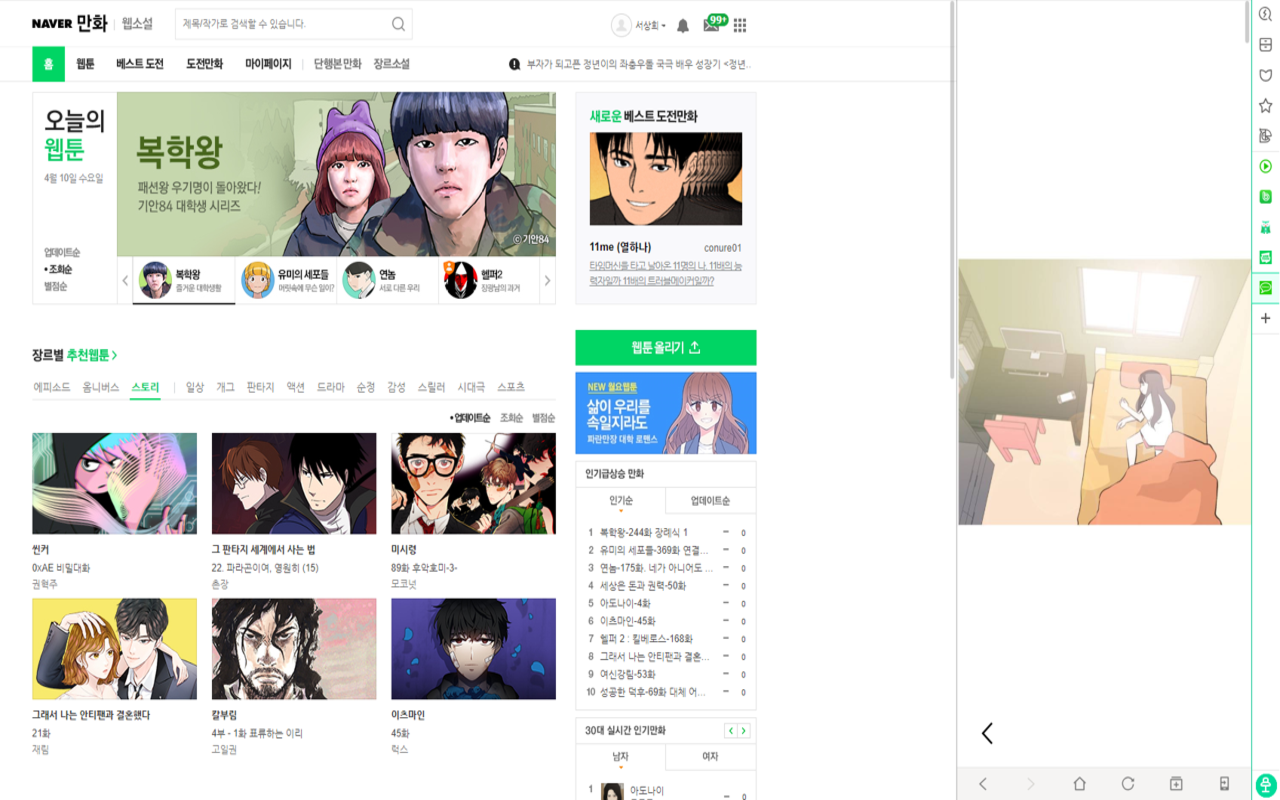 NAVER 만화 웹소설
제목/작가로 검색할 수 있습니다.
서상희
99+
홈 웹툰 베스트 도전 도전만화 마이페이지 단행본 만화 장르소설
부자가 되고픈 정년이의 좌충우돌 국극 배우 성장기 <정년..
오늘의
웹툰
4월 10일 수요일
업데이트순
• 조회순
별점순
복학왕
패션왕 우기명이 돌아왔다!
기안84 대학생 시리즈
©기안84
복학왕
즐거운 대학생활
유미의 세포들
머릿속에 무슨 일이?
연놈
서로 다른 우리
헬퍼2
장광남의 과거
새로운 베스트 도전만화
11me (열하나) conure01
타임머신을 타고 날아온 11명의 나. 11배의 능
력자일까 11배의 트러블메이커일까?
장르별 추천웹툰
에피소드 옴니버스 스토리 일상 개그 판타지 액션 드라마 순정 감성 스릴러 시대극 스포츠
• 업데이트순 조회순 별점순
씬커
0xAE 비밀대화
권혁주
그 판타지 세계에서 사는 법
22. 파라곤이여, 영원히 (15)
촌장
미시령
89화 후악호미-3-
모코넛
그래서 나는 안티팬과 결혼했다
21화
재림
칼부림
4부 - 1화 표류하는 이리
고일권
이츠마인
45화
럭스
웹툰 올리기
NEW 월요웹툰
삶이 우리를
속일지라도
파란만장 대학 로맨스
인기급상승 만화
인기순 업데이트순
1 복학왕-244화 장례식 1 0
2 유미의 세포들-369화 연결... 0
3 연놈-175화. 네가 아니어도 ... 0
4 세상은 돈과 권력-50화 0
5 아도나이-4화 0
6 이츠마인-45화 0
7 헬퍼 2 : 킬베로스-168화 0
8 그래서 나는 안티팬과 결혼... 0
9 여신강림-53화 0
10 성공한 덕후-69화 대체 어... 0
30대 실시간 인기만화
남자 여자
1 아도나이 0